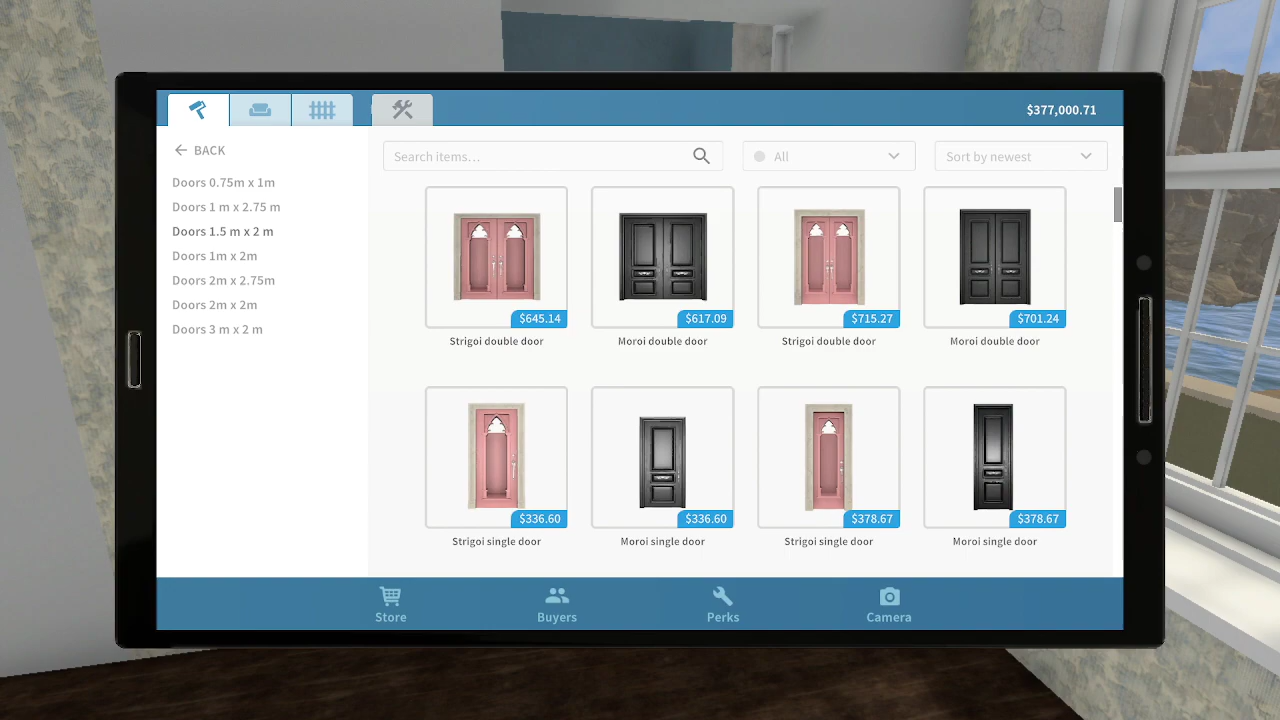 $377,000.71
BACK
Search items...
All
Sort by newest
Doors 0.75m x 1m
Doors 1 m x 2.75 m
Doors 1.5 m x 2 m
Doors 1m x 2m
Doors 2m x 2.75m
Doors 2m x 2m
Doors 3 m x 2 m
$645.14
$617.09
$715.27
$701.24
Strigoi double door
Moroi double door
Strigoi double door
Moroi double door
$336.60
$336.60
$378.67
$378.67
Strigoi single door
Moroi single door
Strigoi single door
Moroi single door
Store
Buyers
Perks
Camera